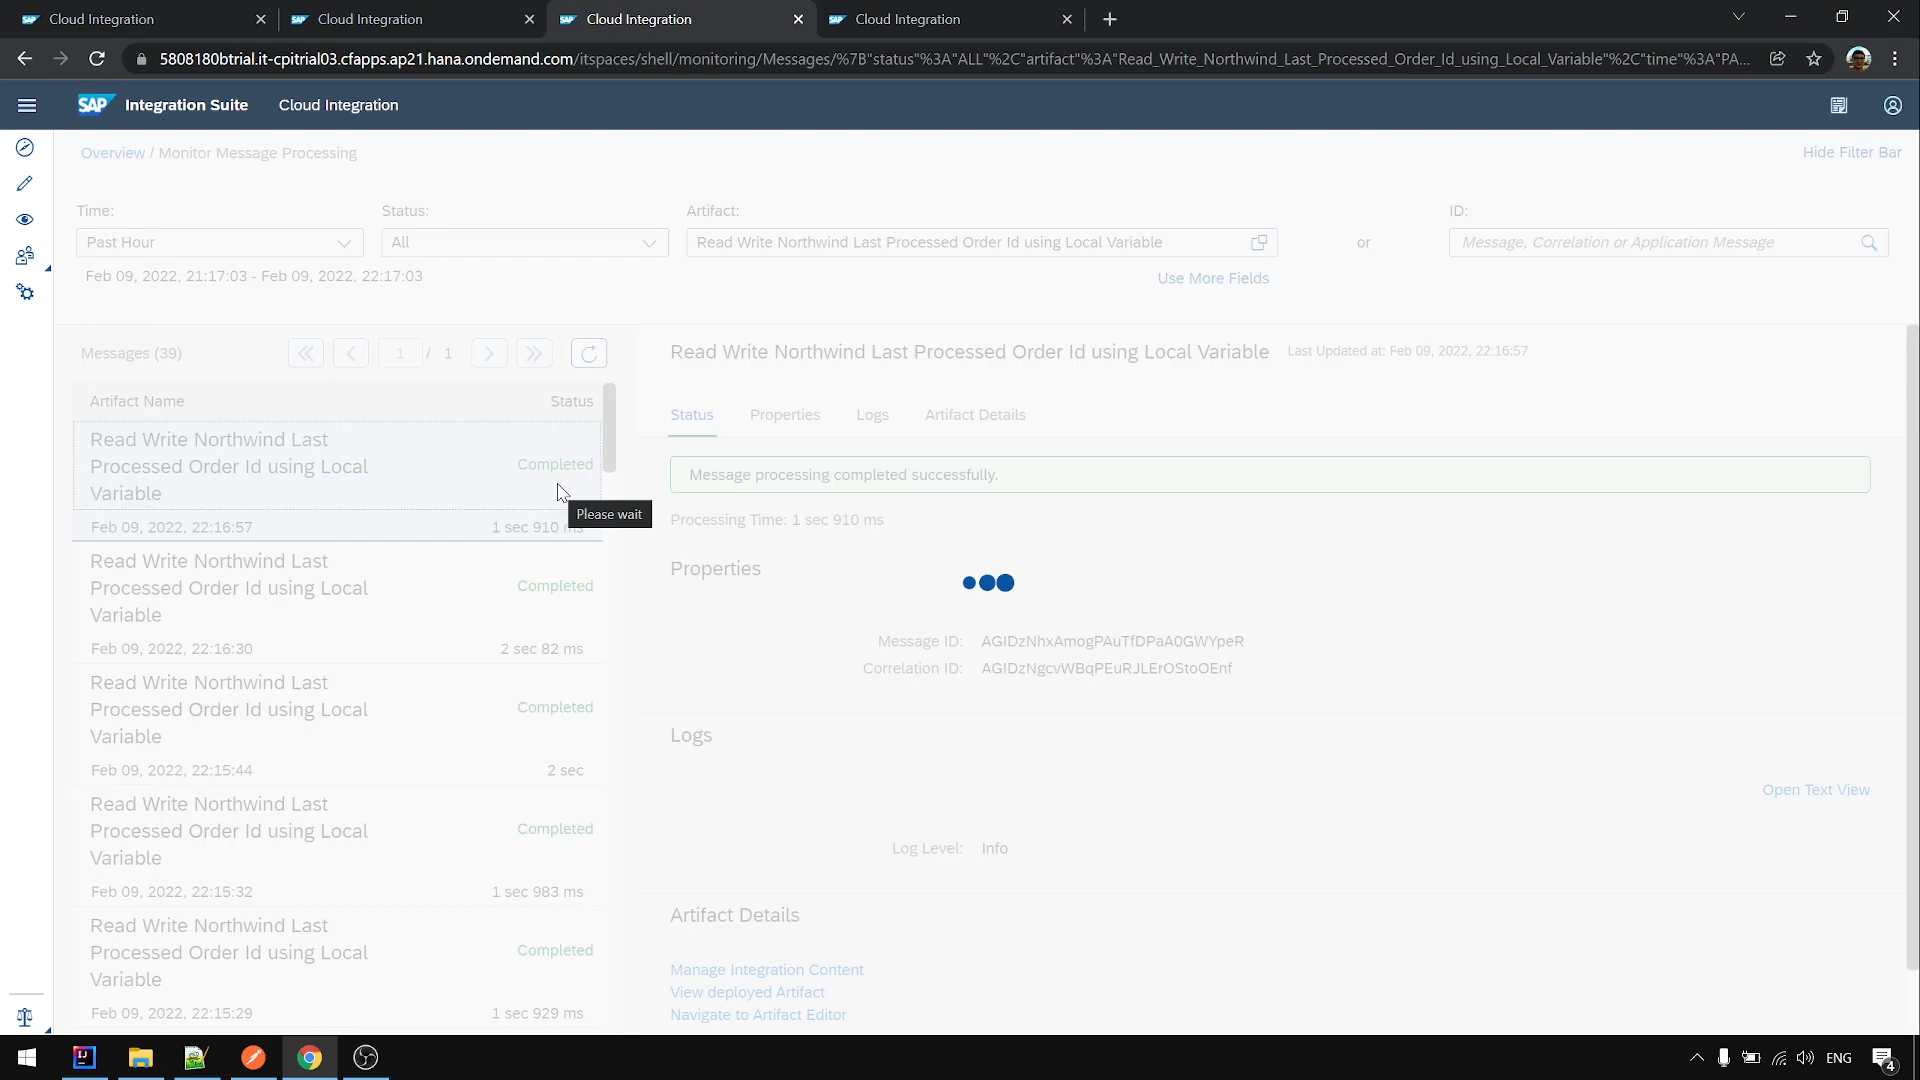 SAP Cloud Integration
SAP Cloud Integration
SAP Cloud Integration
SAP Cloud Integration
5808180btrial.it-cpitrial03.cfapps.ap21.hana.ondemand.com/itspaces/shell/monitoring/Messages/%7B"status"%3A"ALL"%2C"artifact"%3A"Read_Write_Northwind_Last_Processed_Order_Id_using_Local_Variable"%2C"time"%3A"PA...
SAP Integration Suite Cloud Integration
Overview / Monitor Message Processing
Hide Filter Bar
Time: Status: Artifact: ID:
Past Hour All Read Write Northwind Last Processed Order Id using Local Variable or Message, Correlation or Application Message
Feb 09, 2022, 21:17:03 - Feb 09, 2022, 22:17:03
Use More Fields
Messages (39) 1 / 1
Artifact Name Status
Read Write Northwind Last
Processed Order Id using Local
Variable
Completed
Feb 09, 2022, 22:16:57 1 sec 910 ms
Please wait
Read Write Northwind Last
Processed Order Id using Local
Variable
Completed
Feb 09, 2022, 22:16:30 2 sec 82 ms
Read Write Northwind Last
Processed Order Id using Local
Variable
Completed
Feb 09, 2022, 22:15:44 2 sec
Read Write Northwind Last
Processed Order Id using Local
Variable
Completed
Feb 09, 2022, 22:15:32 1 sec 983 ms
Read Write Northwind Last
Processed Order Id using Local
Variable
Completed
Feb 09, 2022, 22:15:29 1 sec 929 ms
Read Write Northwind Last Processed Order Id using Local Variable Last Updated at: Feb 09, 2022, 22:16:57
Status Properties Logs Artifact Details
Message processing completed successfully.
Processing Time: 1 sec 910 ms
Properties
Message ID: AGIDzNhxAmogPAuTfDPaA0GWYpeR
Correlation ID: AGIDzNgcvWBqPEuRJLErOStoOEnf
Logs
Open Text View
Log Level: Info
Artifact Details
Manage Integration Content
View deployed Artifact
Navigate to Artifact Editor
ENG
4